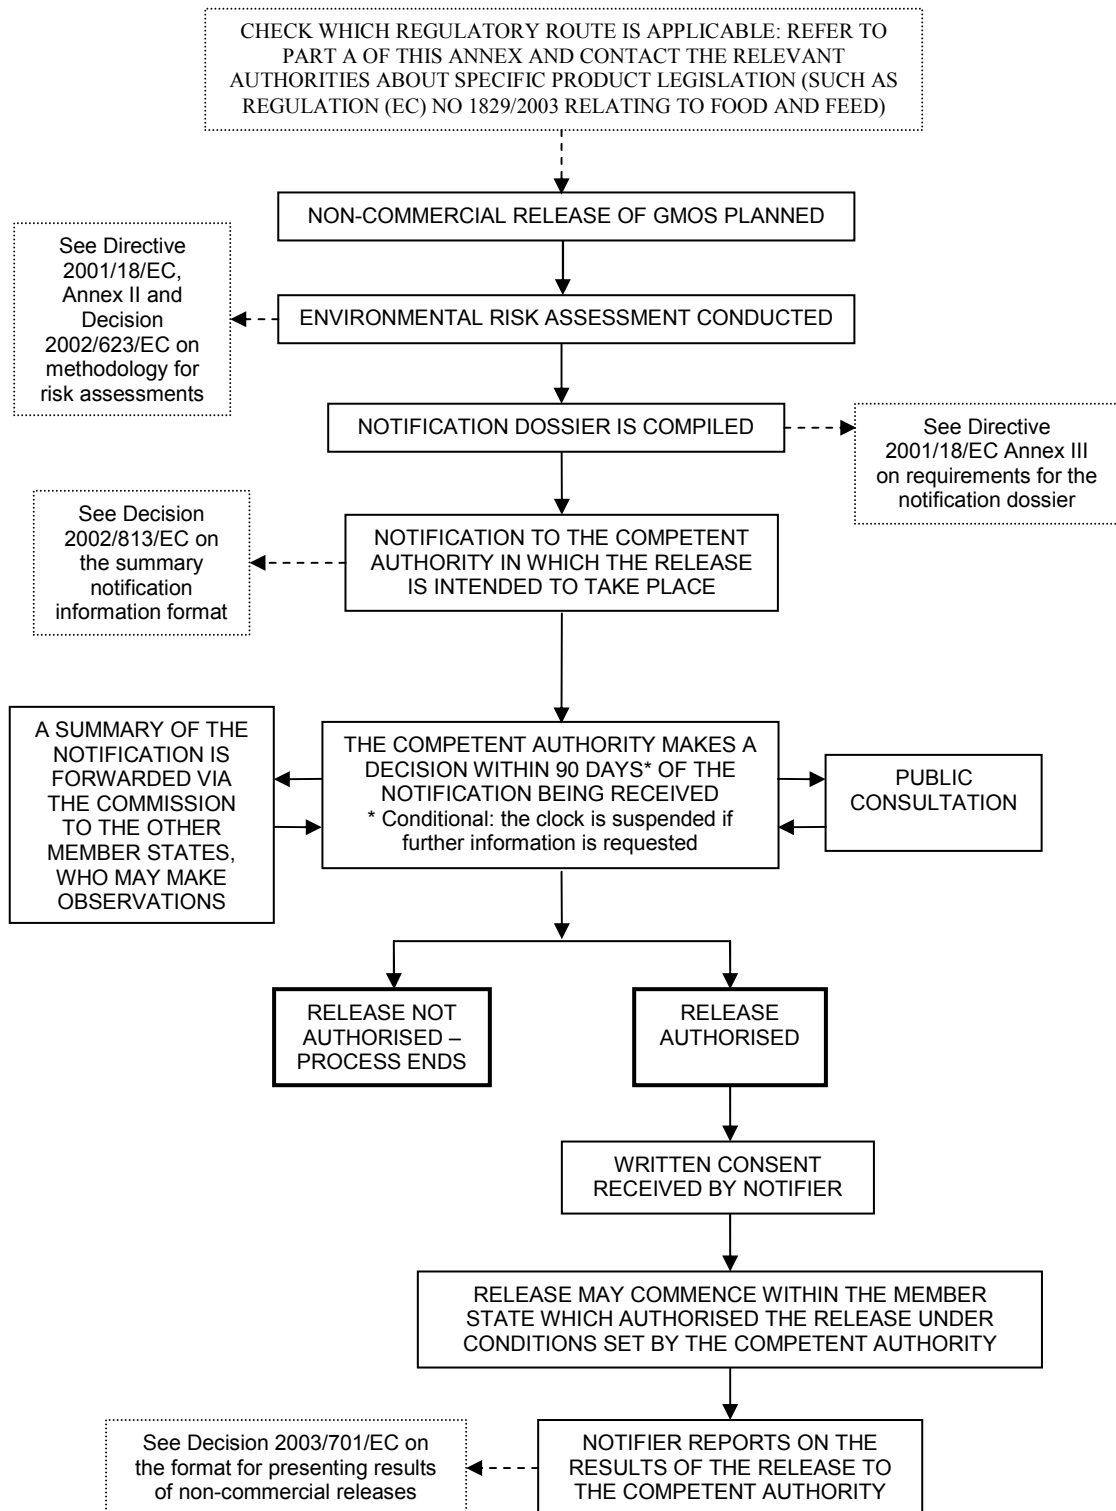 CHECK WHICH REGULATORY ROUTE IS APPLICABLE: REFER TO
PART A OF THIS ANNEX AND CONTACT THE RELEVANT
AUTHORITIES ABOUT SPECIFIC PRODUCT LEGISLATION (SUCH AS
REGULATION (EC) NO 1829/2003 RELATING TO FOOD AND FEED)
NON-COMMERCIAL RELEASE OF GMOS PLANNED
See Directive
2001/18/EC,
Annex II and
Decision
2002/623/EC on
methodology for
risk assessments
ENVIRONMENTAL RISK ASSESSMENT CONDUCTED
NOTIFICATION DOSSIER IS COMPILED
See Directive
2001/18/EC Annex III
on requirements for the
notification dossier
See Decision
2002/813/EC on
the summary
notification
information format
NOTIFICATION TO THE COMPETENT
AUTHORITY IN WHICH THE RELEASE
IS INTENDED TO TAKE PLACE
A SUMMARY OF THE
NOTIFICATION IS
FORWARDED VIA
THE COMMISSION
TO THE OTHER
MEMBER STATES,
WHO MAY MAKE
OBSERVATIONS
THE COMPETENT AUTHORITY MAKES A
DECISION WITHIN 90 DAYS* OF THE
NOTIFICATION BEING RECEIVED
* Conditional: the clock is suspended if
further information is requested
PUBLIC
CONSULTATION
RELEASE NOT
AUTHORISED –
PROCESS ENDS
RELEASE
AUTHORISED
WRITTEN CONSENT
RECEIVED BY NOTIFIER
RELEASE MAY COMMENCE WITHIN THE MEMBER
STATE WHICH AUTHORISED THE RELEASE UNDER
CONDITIONS SET BY THE COMPETENT AUTHORITY
See Decision 2003/701/EC on
the format for presenting results
of non-commercial releases
NOTIFIER REPORTS ON THE
RESULTS OF THE RELEASE TO
THE COMPETENT AUTHORITY